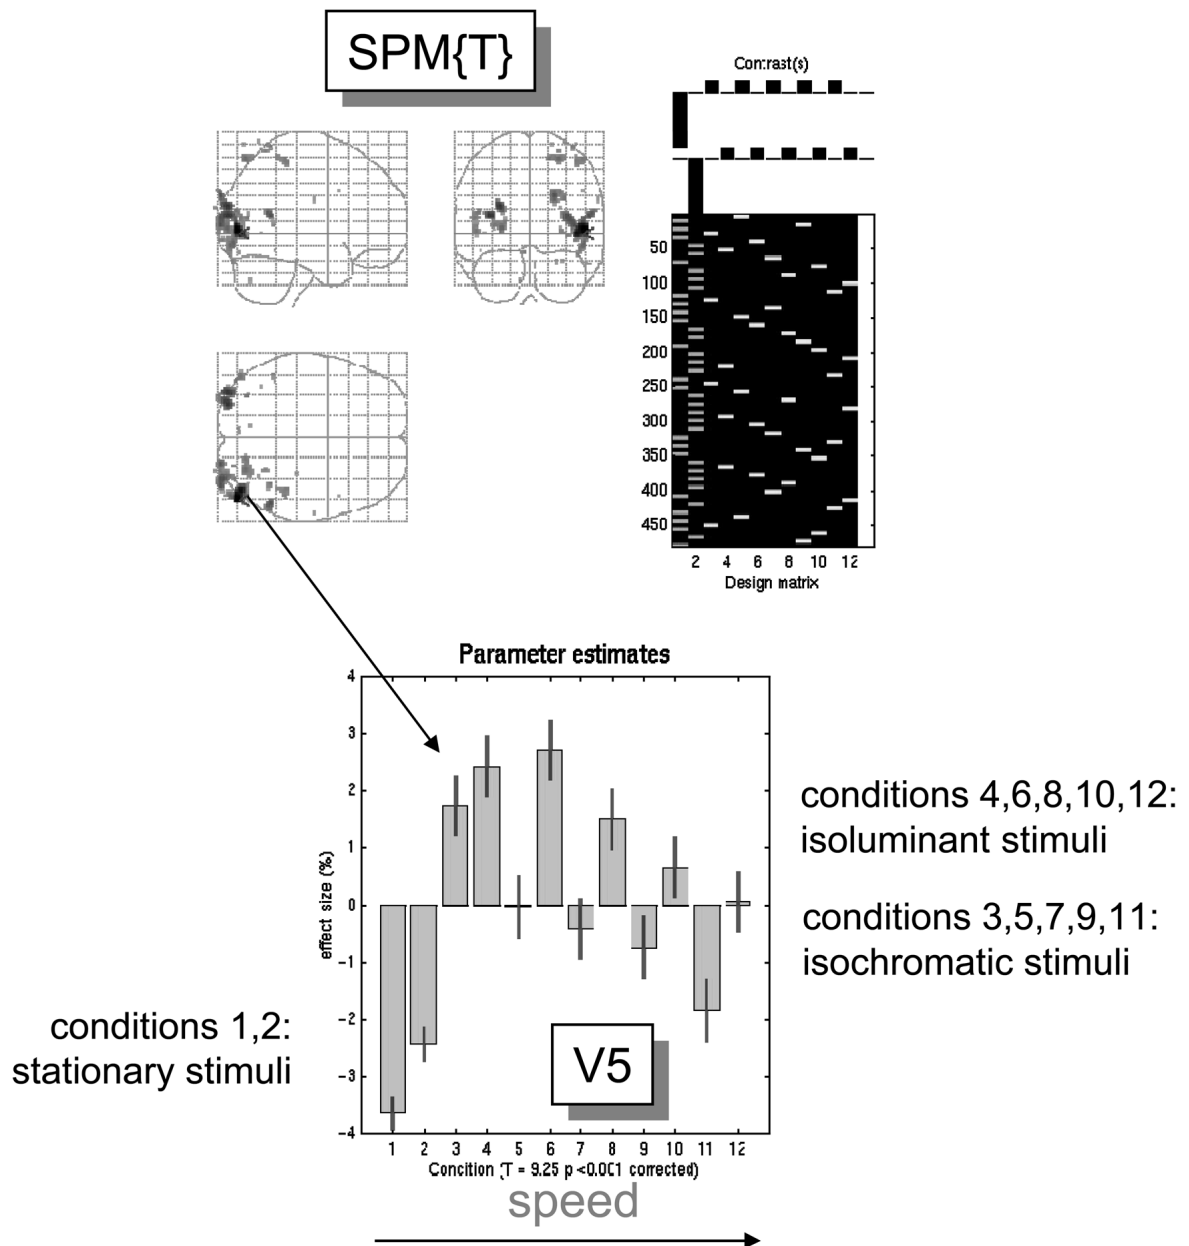 SPM{T}
Contrast(s)
50
100
150
200
250
300
350
400
450
2 4 6 8 10 12
Design matrix
Parameter estimates
4
3
2
1
0
-1
-2
-3
-4
effect size (‰)
1 2 3 4 5 6 7 8 9 10 11 12
Condition (T = 9.25 p <0.001 corrected)
V5
speed
conditions 4,6,8,10,12:
isoluminant stimuli
conditions 3,5,7,9,11:
isochromatic stimuli
conditions 1,2:
stationary stimuli